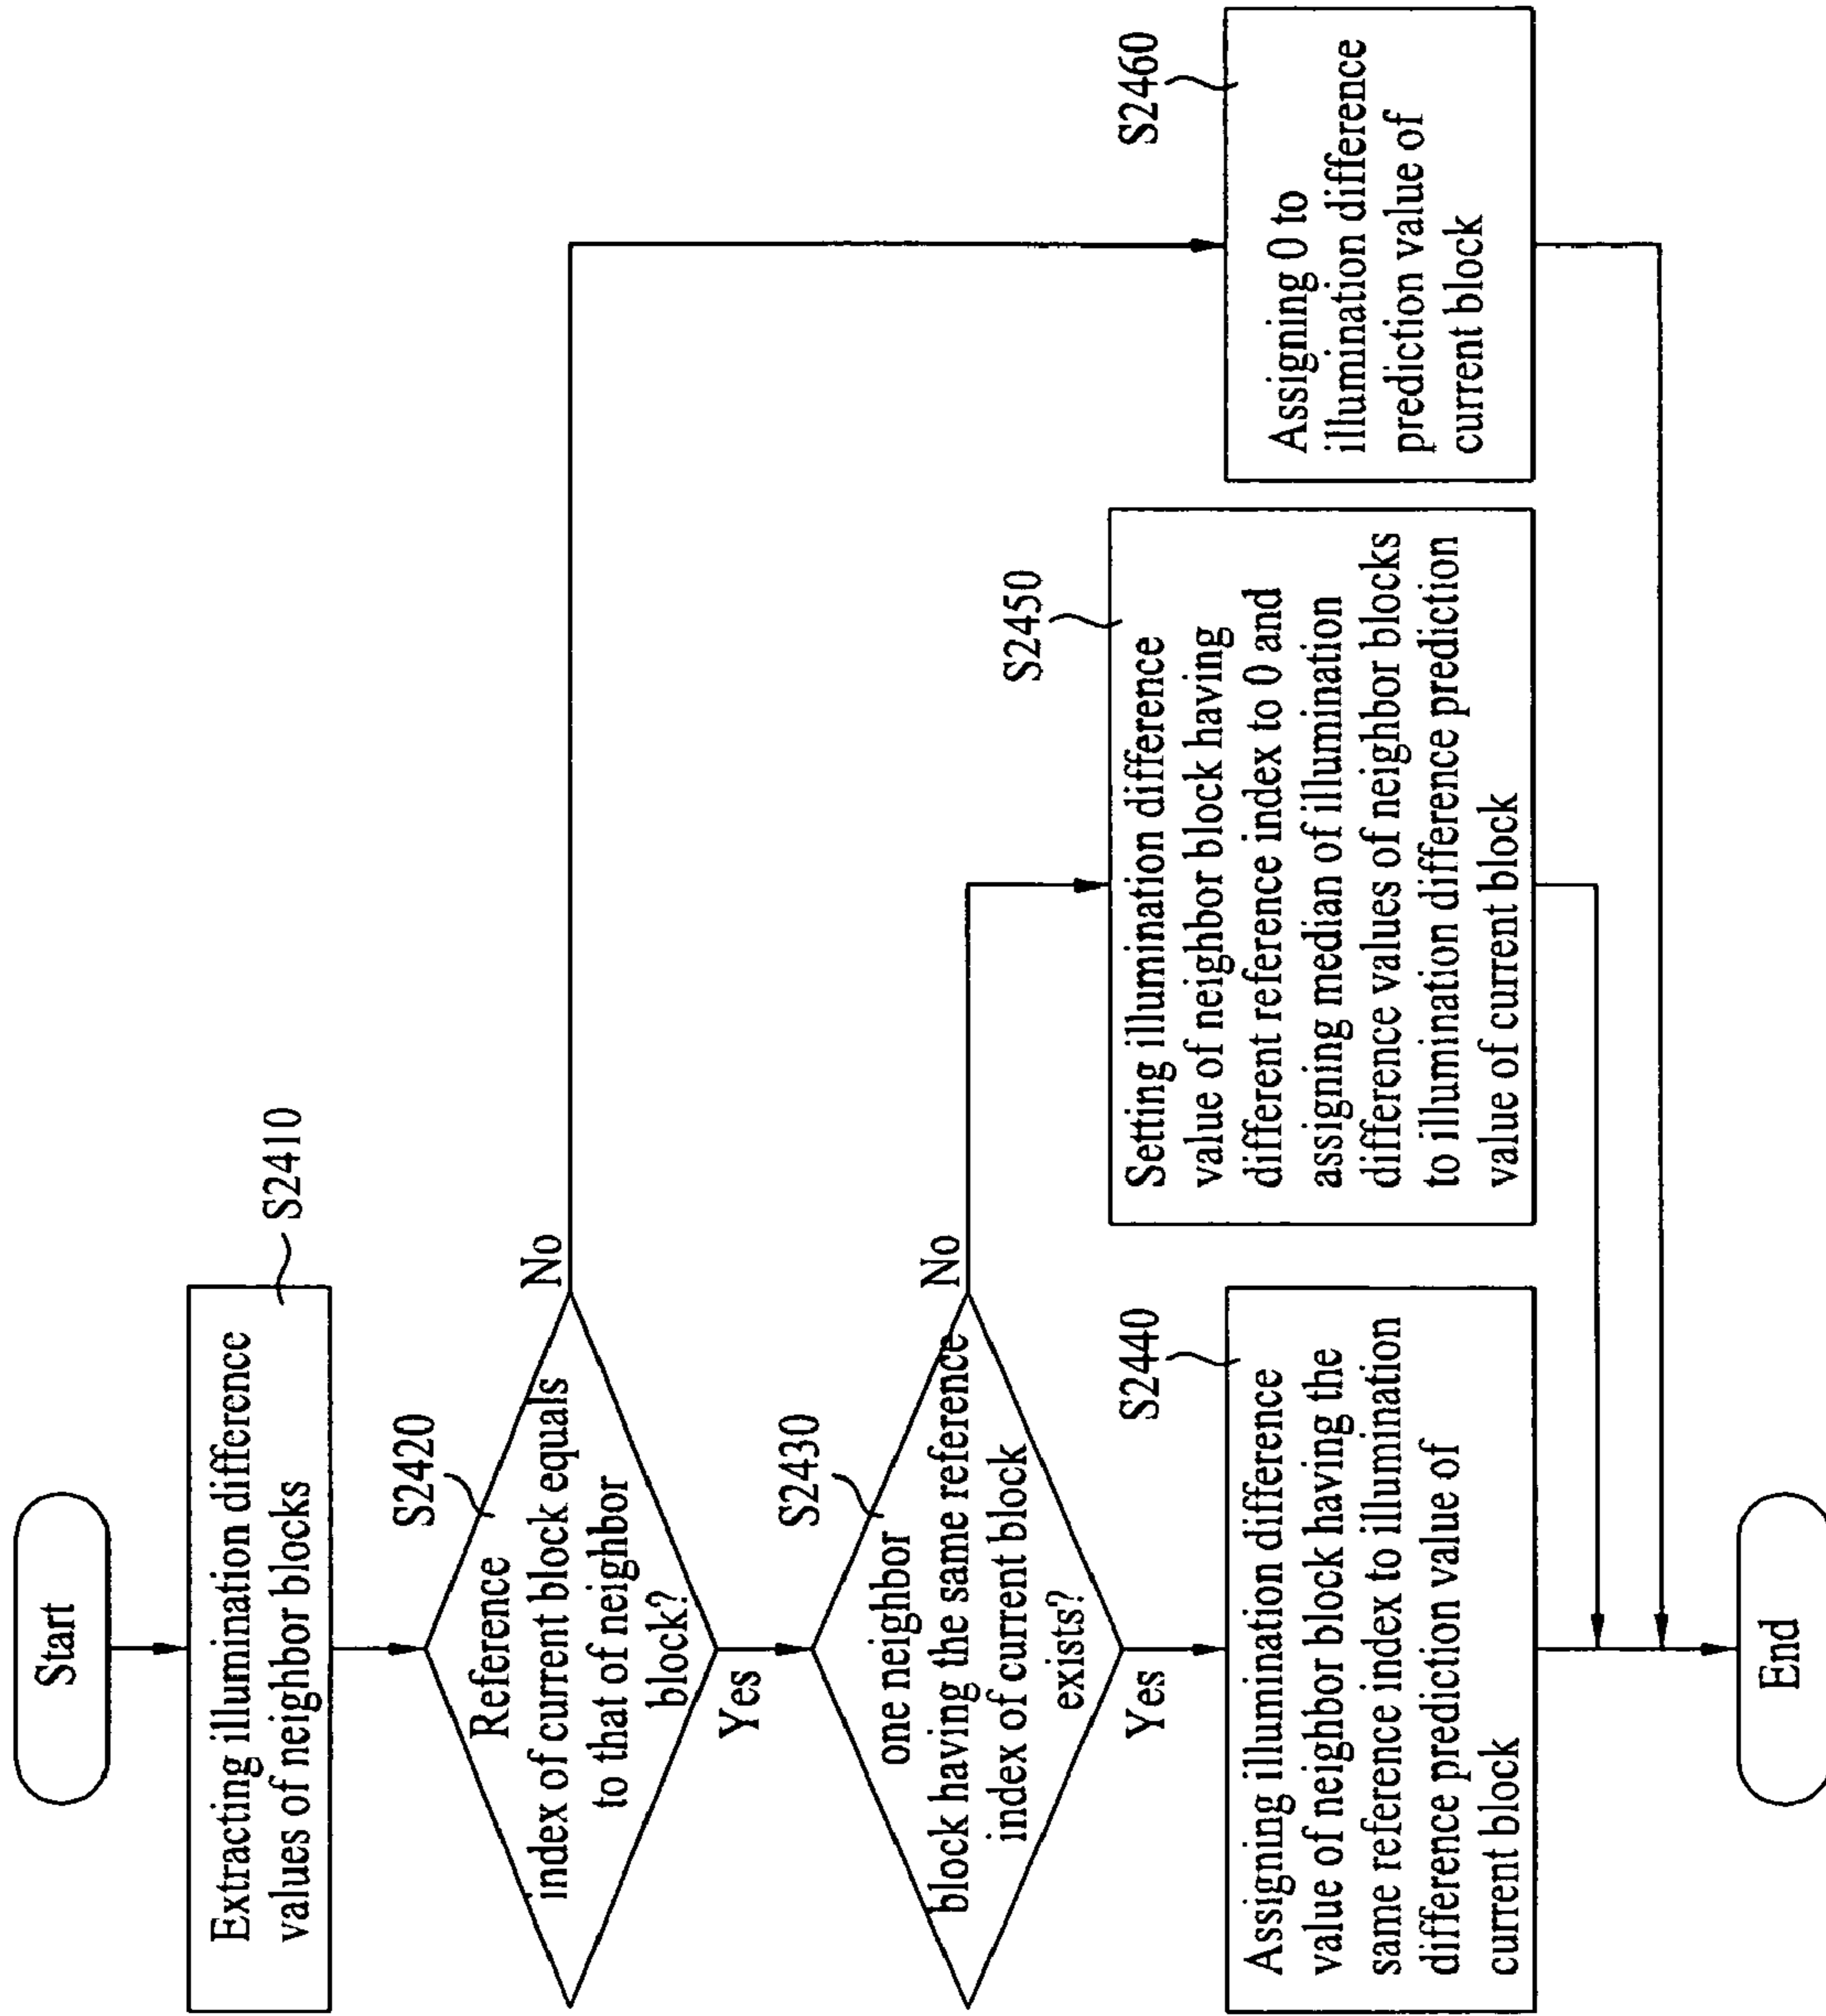 Start
Extracting illumination difference
values of neighbor blocks
S2410
S2420
Reference
index of current block equals
to that of neighbor
block?
No
Yes
S2430
one neighbor
block having the same reference
index of current block
exists?
No
Yes
S2440
Assigning illumination difference
value of neighbor block having the
same reference index to illumination
difference prediction value of
current block
S2450
Setting illumination difference
value of neighbor block having
different reference index to 0 and
assigning median of illumination
difference values of neighbor blocks
to illumination difference prediction
value of current block
S2460
Assigning 0 to
illumination difference
prediction value of
current block
End